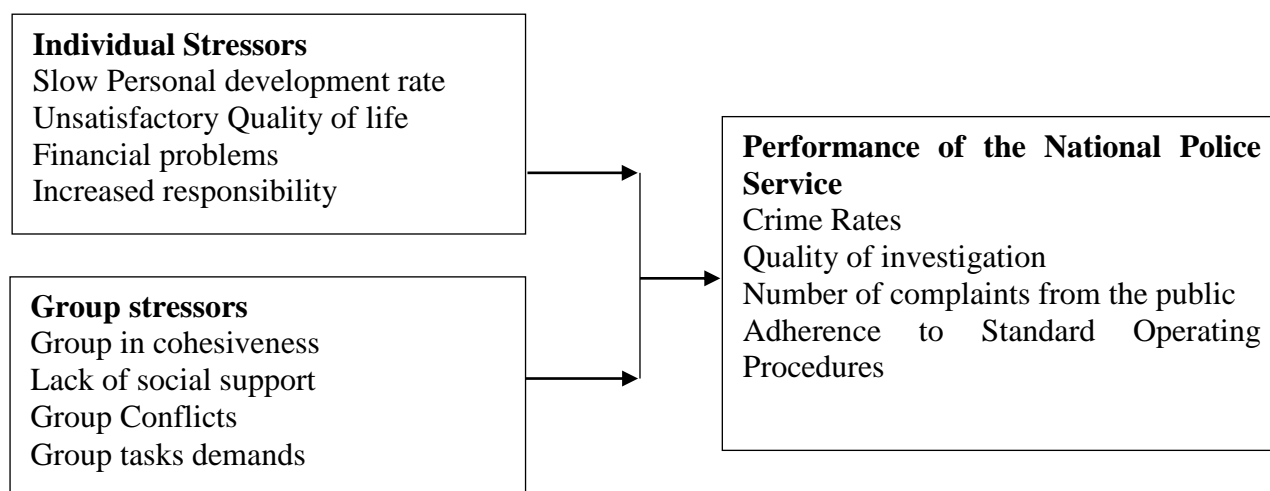 Individual Stressors
Slow Personal development rate
Unsatisfactory Quality of life
Financial problems
Increased responsibility
Group stressors
Group in cohesiveness
Lack of social support
Group Conflicts
Group tasks demands
Performance of the National Police
Service
Crime Rates
Quality of investigation
Number of complaints from the public
Adherence to Standard Operating
Procedures